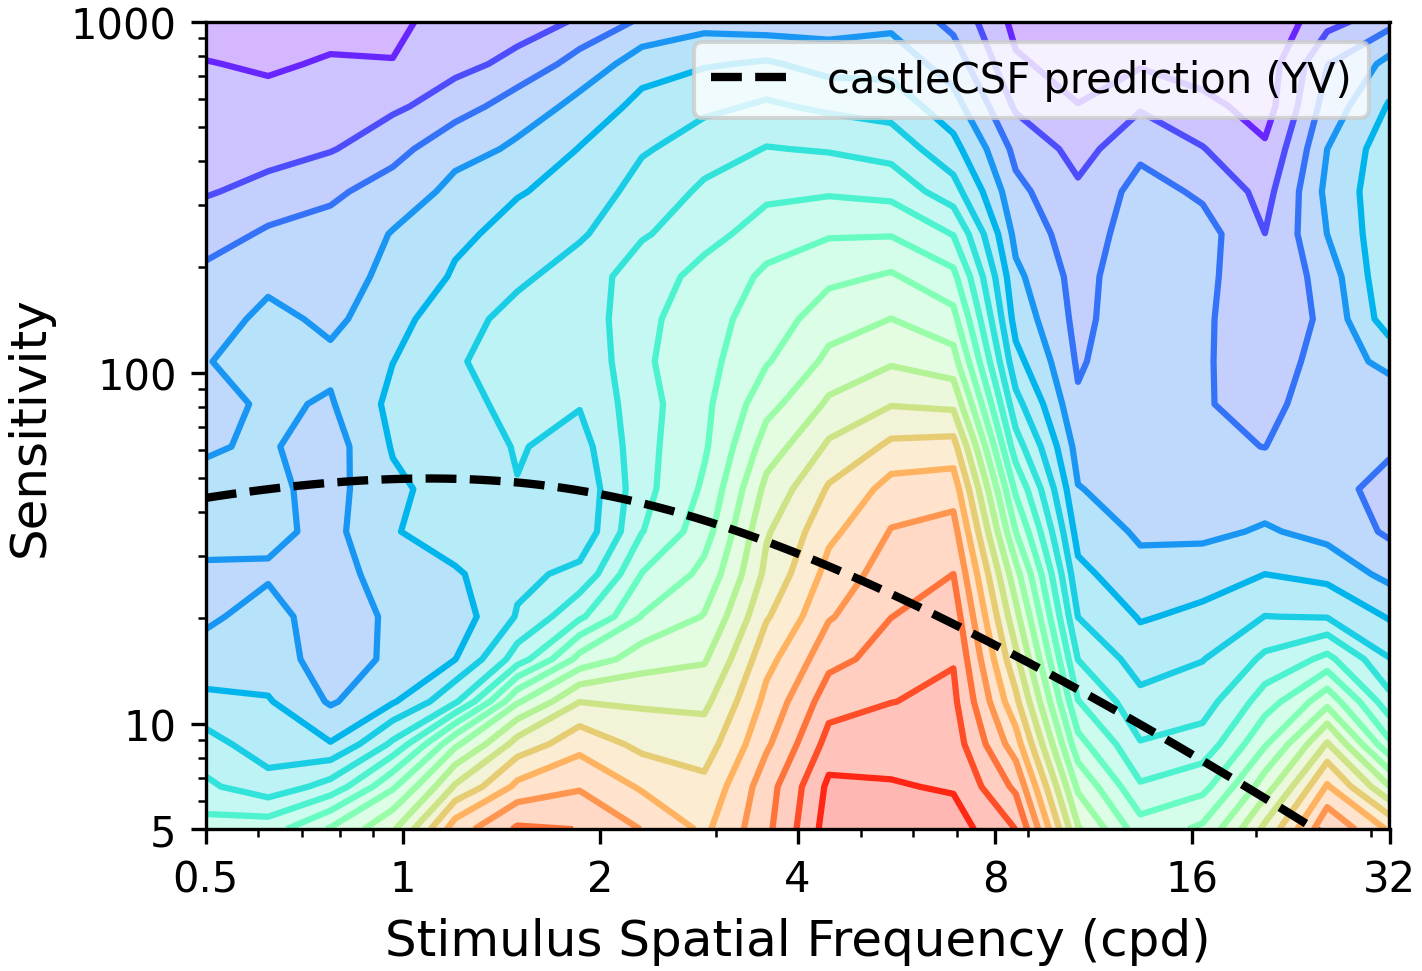 1000
100
10
5
Sensitivity
castleCSF prediction (YV)
0.5 1 2 4 8 16 32
Stimulus Spatial Frequency (cpd)